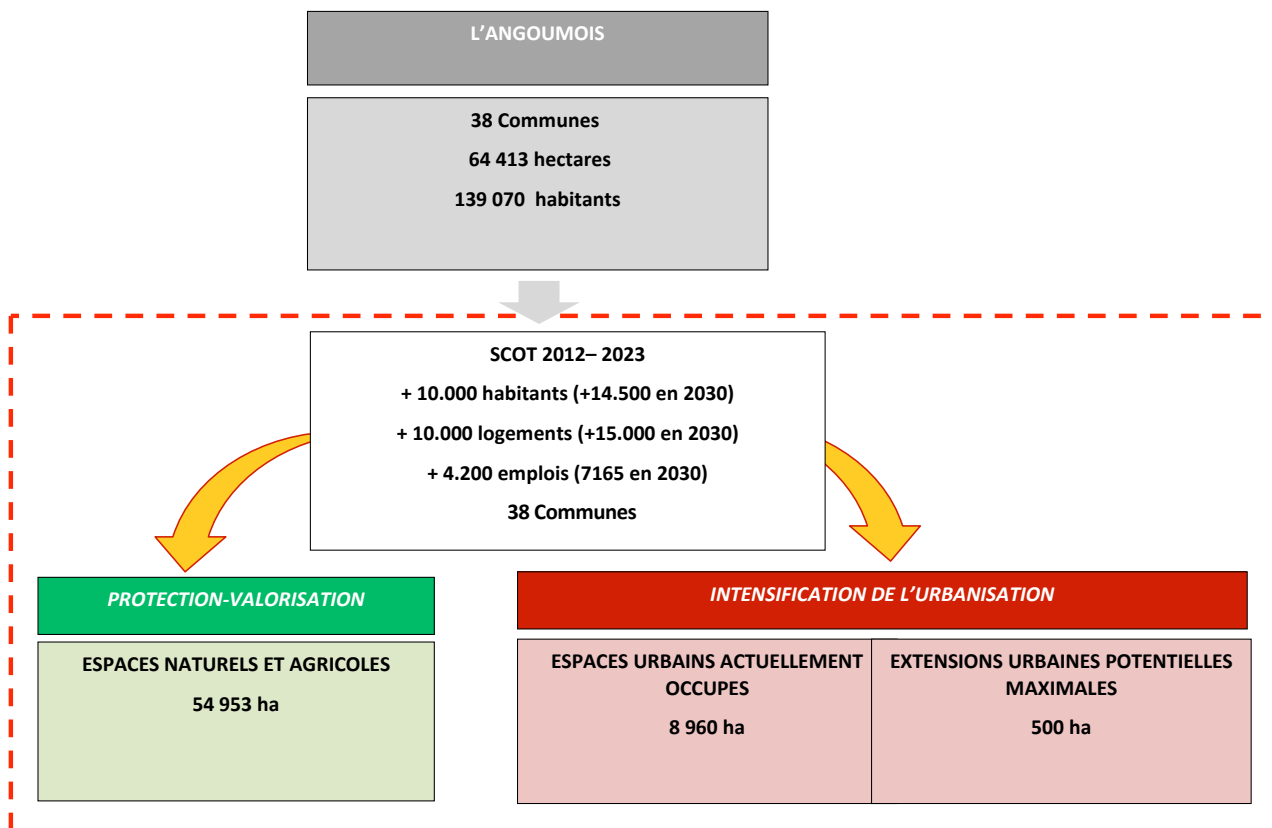 L'ANGOUMOIS
38 Communes
64 413 hectares
139 070 habitants
SCOT 2012– 2023
+ 10.000 habitants (+14.500 en 2030)
+ 10.000 logements (+15.000 en 2030)
+ 4.200 emplois (7165 en 2030)
38 Communes
PROTECTION-VALORISATION
ESPACES NATURELS ET AGRICOLES
54 953 ha
INTENSIFICATION DE L'URBANISATION
ESPACES URBAINS ACTUELLEMENT
OCCUPES
8 960 ha
EXTENSIONS URBAINES POTENTIELLES
MAXIMALES
500 ha